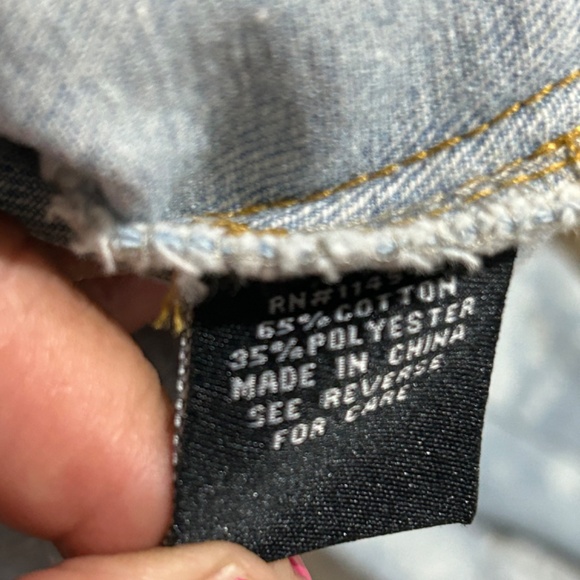 65% COTTON
35% POLYESTER
MADE IN CHINA
SEE REVERSE
FOR CARE